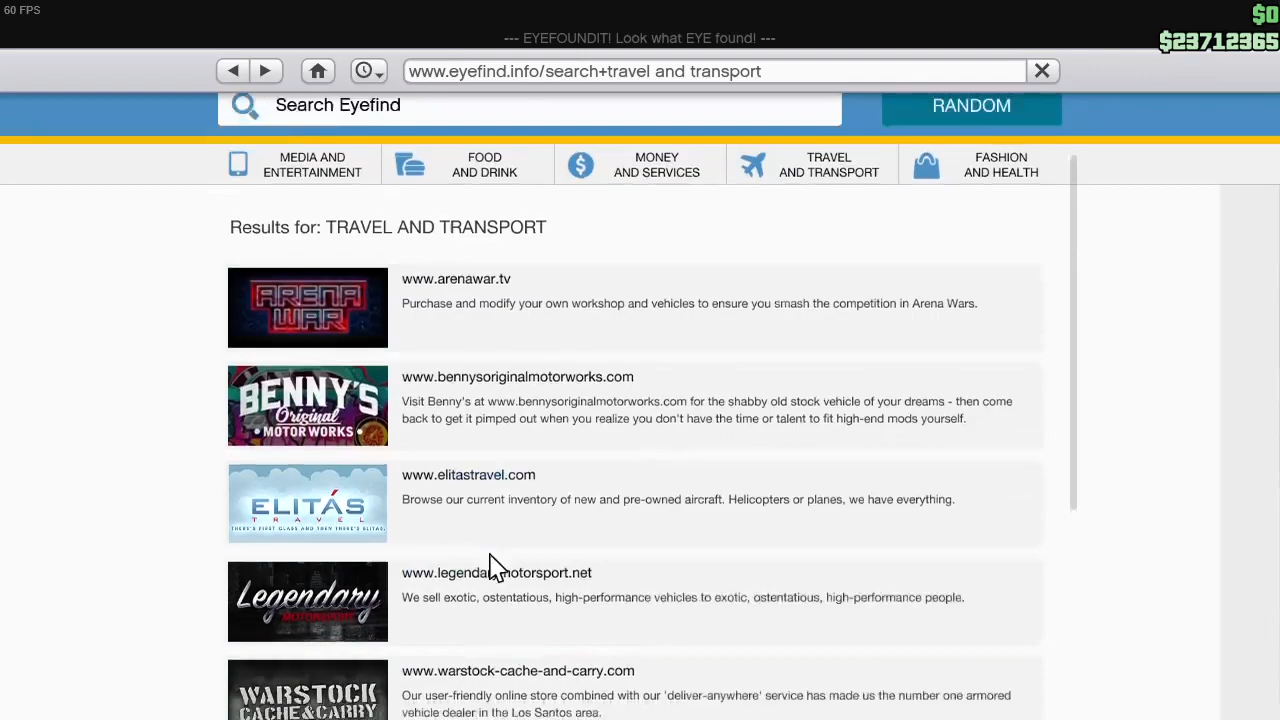 60 FPS
$0
--- EYEFOUNDIT! Look what EYE found! ---
$23712365
www.eyefind.info/search+travel and transport
Search Eyefind
RANDOM
MEDIA AND
ENTERTAINMENT
FOOD
AND DRINK
MONEY
AND SERVICES
TRAVEL
AND TRANSPORT
FASHION
AND HEALTH
Results for: TRAVEL AND TRANSPORT
ARENA
WAR
www.arenawar.tv
Purchase and modify your own workshop and vehicles to ensure you smash the competition in Arena Wars.
BENNY'S
Original
MOTOR WORKS
www.bennysoriginalmotorworks.com
Visit Benny's at www.bennysoriginalmotorworks.com for the shabby old stock vehicle of your dreams - then come
back to get it pimped out when you realize you don't have the time or talent to fit high-end mods yourself.
ELITÁS
TRAVEL
THERE'S FIRST CLASS AND THEN THERE'S ELITÁS.
www.elitastravel.com
Browse our current inventory of new and pre-owned aircraft. Helicopters or planes, we have everything.
Legendary
MOTORSPORT
www.legendarymotorsport.net
We sell exotic, ostentatious, high-performance vehicles to exotic, ostentatious, high-performance people.
WARSTOCK
CACHE&CARRY
www.warstock-cache-and-carry.com
Our user-friendly online store combined with our 'deliver-anywhere' service has made us the number one armored
vehicle dealer in the Los Santos area.